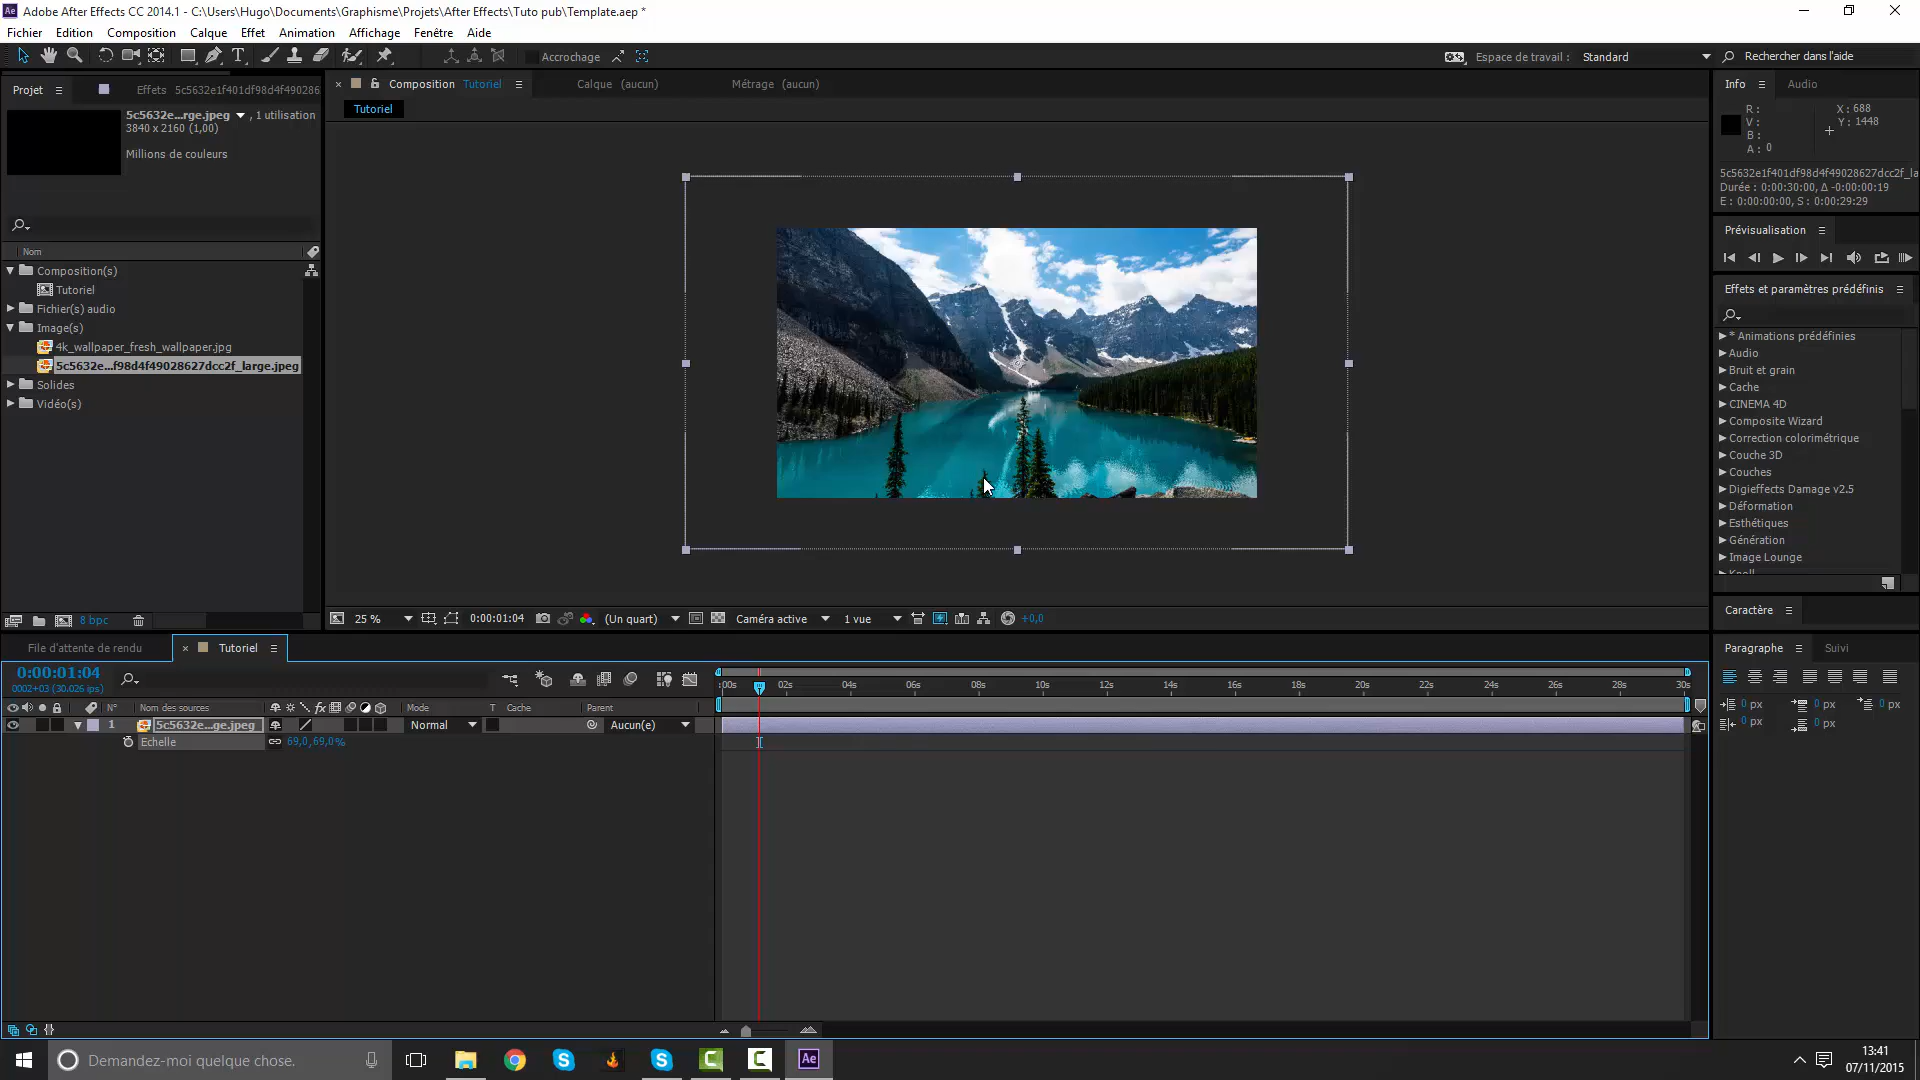 Adobe After Effects CC 2014.1 - C:\Users\Hugo\Documents\Graphisme\Projets\After Effects\Tuto pub\Template.aep *
Fichier Edition Composition Calque Effet Animation Affichage Fenêtre Aide
Accrochage
Espace de travail : Standard Rechercher dans l'aide
Projet Effets 5c5632e1f401df98d4f490286
5c5632e...rge.jpeg , 1 utilisation
3840 x 2160 (1,00)
Millions de couleurs
Nom
Composition(s)
Tutoriel
Fichier(s) audio
Image(s)
4k_wallpaper_fresh_wallpaper.jpg
5c5632e...f98d4f49028627dcc2f_large.jpeg
Solides
Vidéo(s)
8 bpc
Composition Tutoriel Calque (aucun) Métrage (aucun)
Tutoriel
25 % 0:00:01:04 (Un quart) Caméra active 1 vue +0,0
Info Audio
R : X : 688
V : Y : 1448
B :
A : 0
5c5632e1f401df98d4f49028627dcc2f_la
Durée : 0:00:30:00, Δ -0:00:00:19
E : 0:00:00:00, S : 0:00:29:29
Prévisualisation
Effets et paramètres prédéfinis
* Animations prédéfinies
Audio
Bruit et grain
Cache
CINEMA 4D
Composite Wizard
Correction colorimétrique
Couche 3D
Couches
Digieffects Damage v2.5
Déformation
Esthétiques
Génération
Image Lounge
Knoll
Caractère
Paragraphe Suivi
0 px 0 px 0 px
0 px 0 px
File d'attente de rendu Tutoriel
0:00:01:04
0002+03 (30.026 ips)
N° Nom des sources fx Mode T Cache Parent
1 5c5632e...ge.jpeg Normal Aucun(e)
Echelle 69,0,69,0%
:00s 02s 04s 06s 08s 10s 12s 14s 16s 18s 20s 22s 24s 26s 28s 30s
Demandez-moi quelque chose.
Ae
13:41
07/11/2015